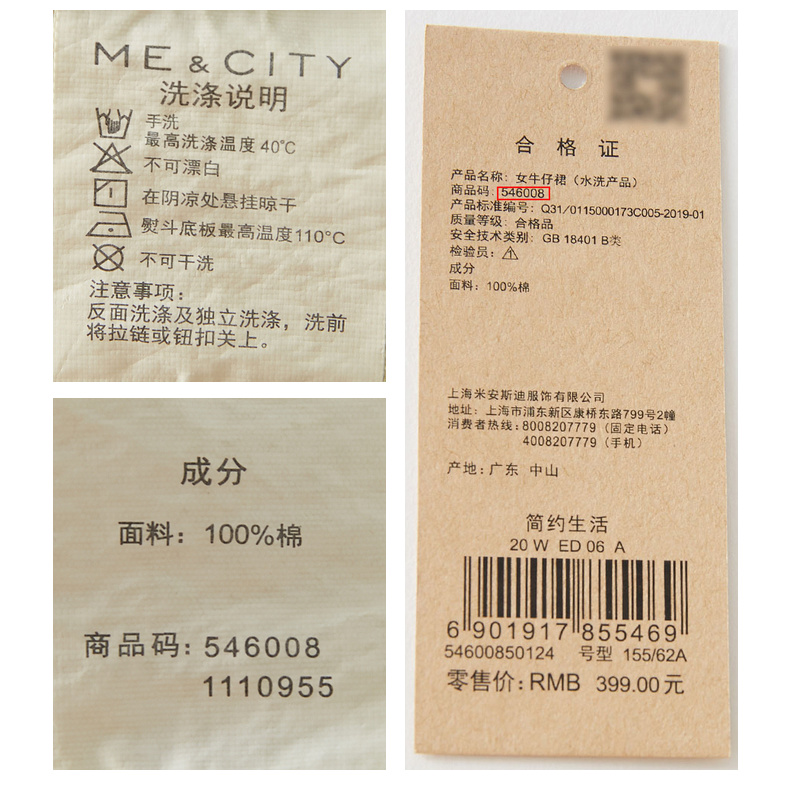 ME & CITY
洗涤说明
手洗
最高洗涤温度 40℃
不可漂白
在阴凉处悬挂晾干
熨斗底板最高温度110°C
不可干洗
注意事项：
反面洗涤及独立洗涤，洗前
将拉链或钮扣关上。
成分
面料：100%棉
商品码：546008
1110955
合格证
产品名称：女牛仔裙（水洗产品）
商品码：546008
产品标准编号：Q31/0115000173C005-2019-01
质量等级：合格品
安全技术类别：GB 18401 B类
检验员：
成分
面料：100%棉
上海米安斯迪服饰有限公司
地址：上海市浦东新区康桥东路799号2幢
消费者热线：8008207779（固定电话）
4008207779（手机）
产地：广东 中山
简约生活
20 W ED 06 A
6 901917 855469
54600850124 号型 155/62A
零售价：RMB 399.00元